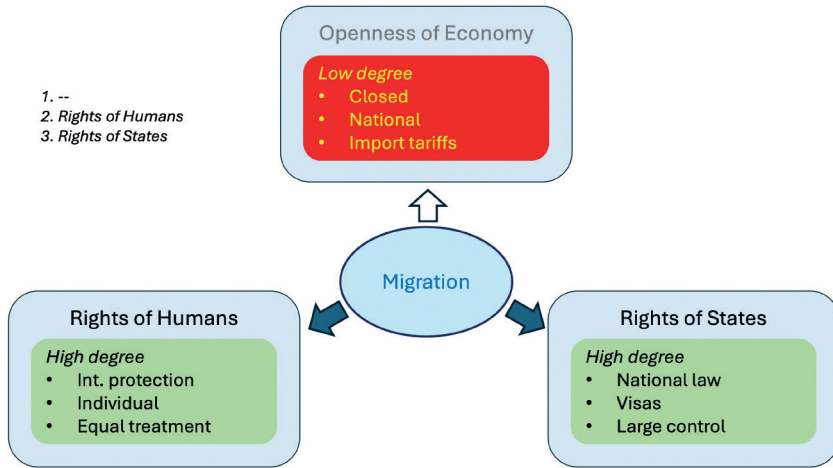 Openness of Economy
Low degree
• Closed
• National
• Import tariffs
1. --
2. Rights of Humans
3. Rights of States
Migration
Rights of Humans
High degree
• Int. protection
• Individual
• Equal treatment
Rights of States
High degree
• National law
• Visas
• Large control